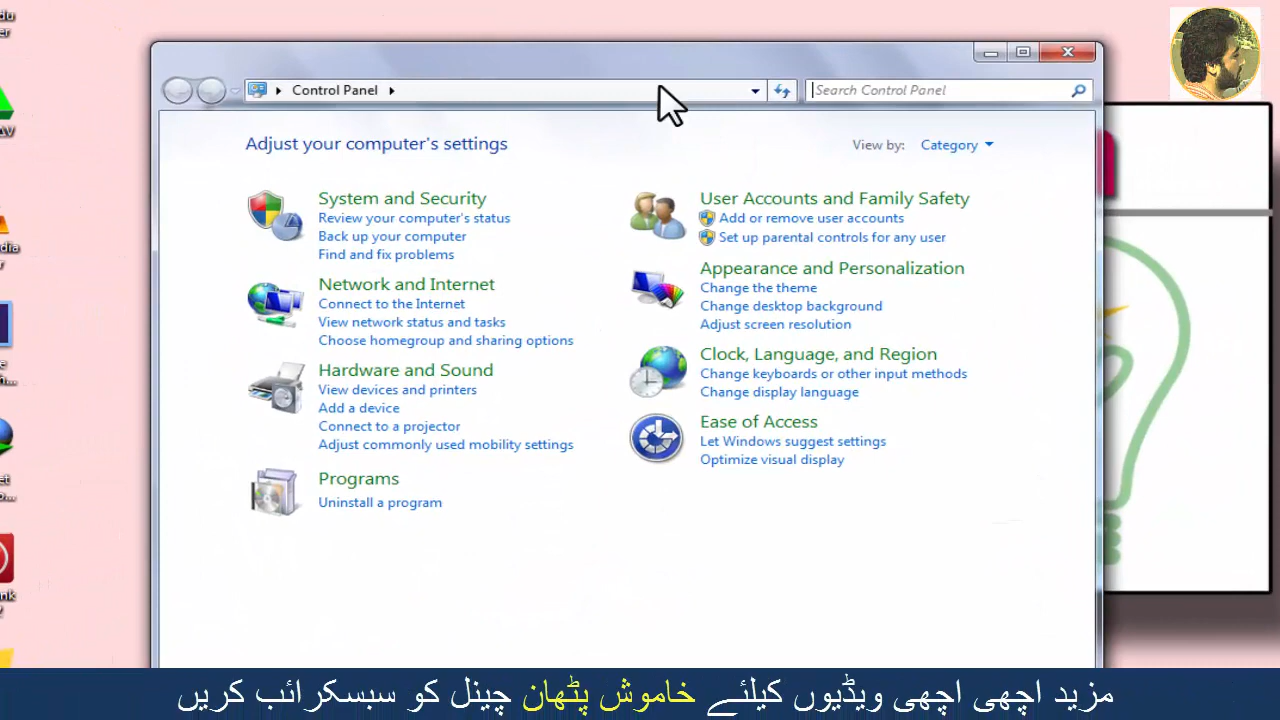 Control Panel
Search Control Panel
Adjust your computer's settings
View by: Category
System and Security
Review your computer's status
Back up your computer
Find and fix problems
Network and Internet
Connect to the Internet
View network status and tasks
Choose homegroup and sharing options
Hardware and Sound
View devices and printers
Add a device
Connect to a projector
Adjust commonly used mobility settings
Programs
Uninstall a program
User Accounts and Family Safety
Add or remove user accounts
Set up parental controls for any user
Appearance and Personalization
Change the theme
Change desktop background
Adjust screen resolution
Clock, Language, and Region
Change keyboards or other input methods
Change display language
Ease of Access
Let Windows suggest settings
Optimize visual display
مزید اچھی اچھی ویڈیوں کیلئے خاموش پٹھان چینل کو سبسکرائب کریں